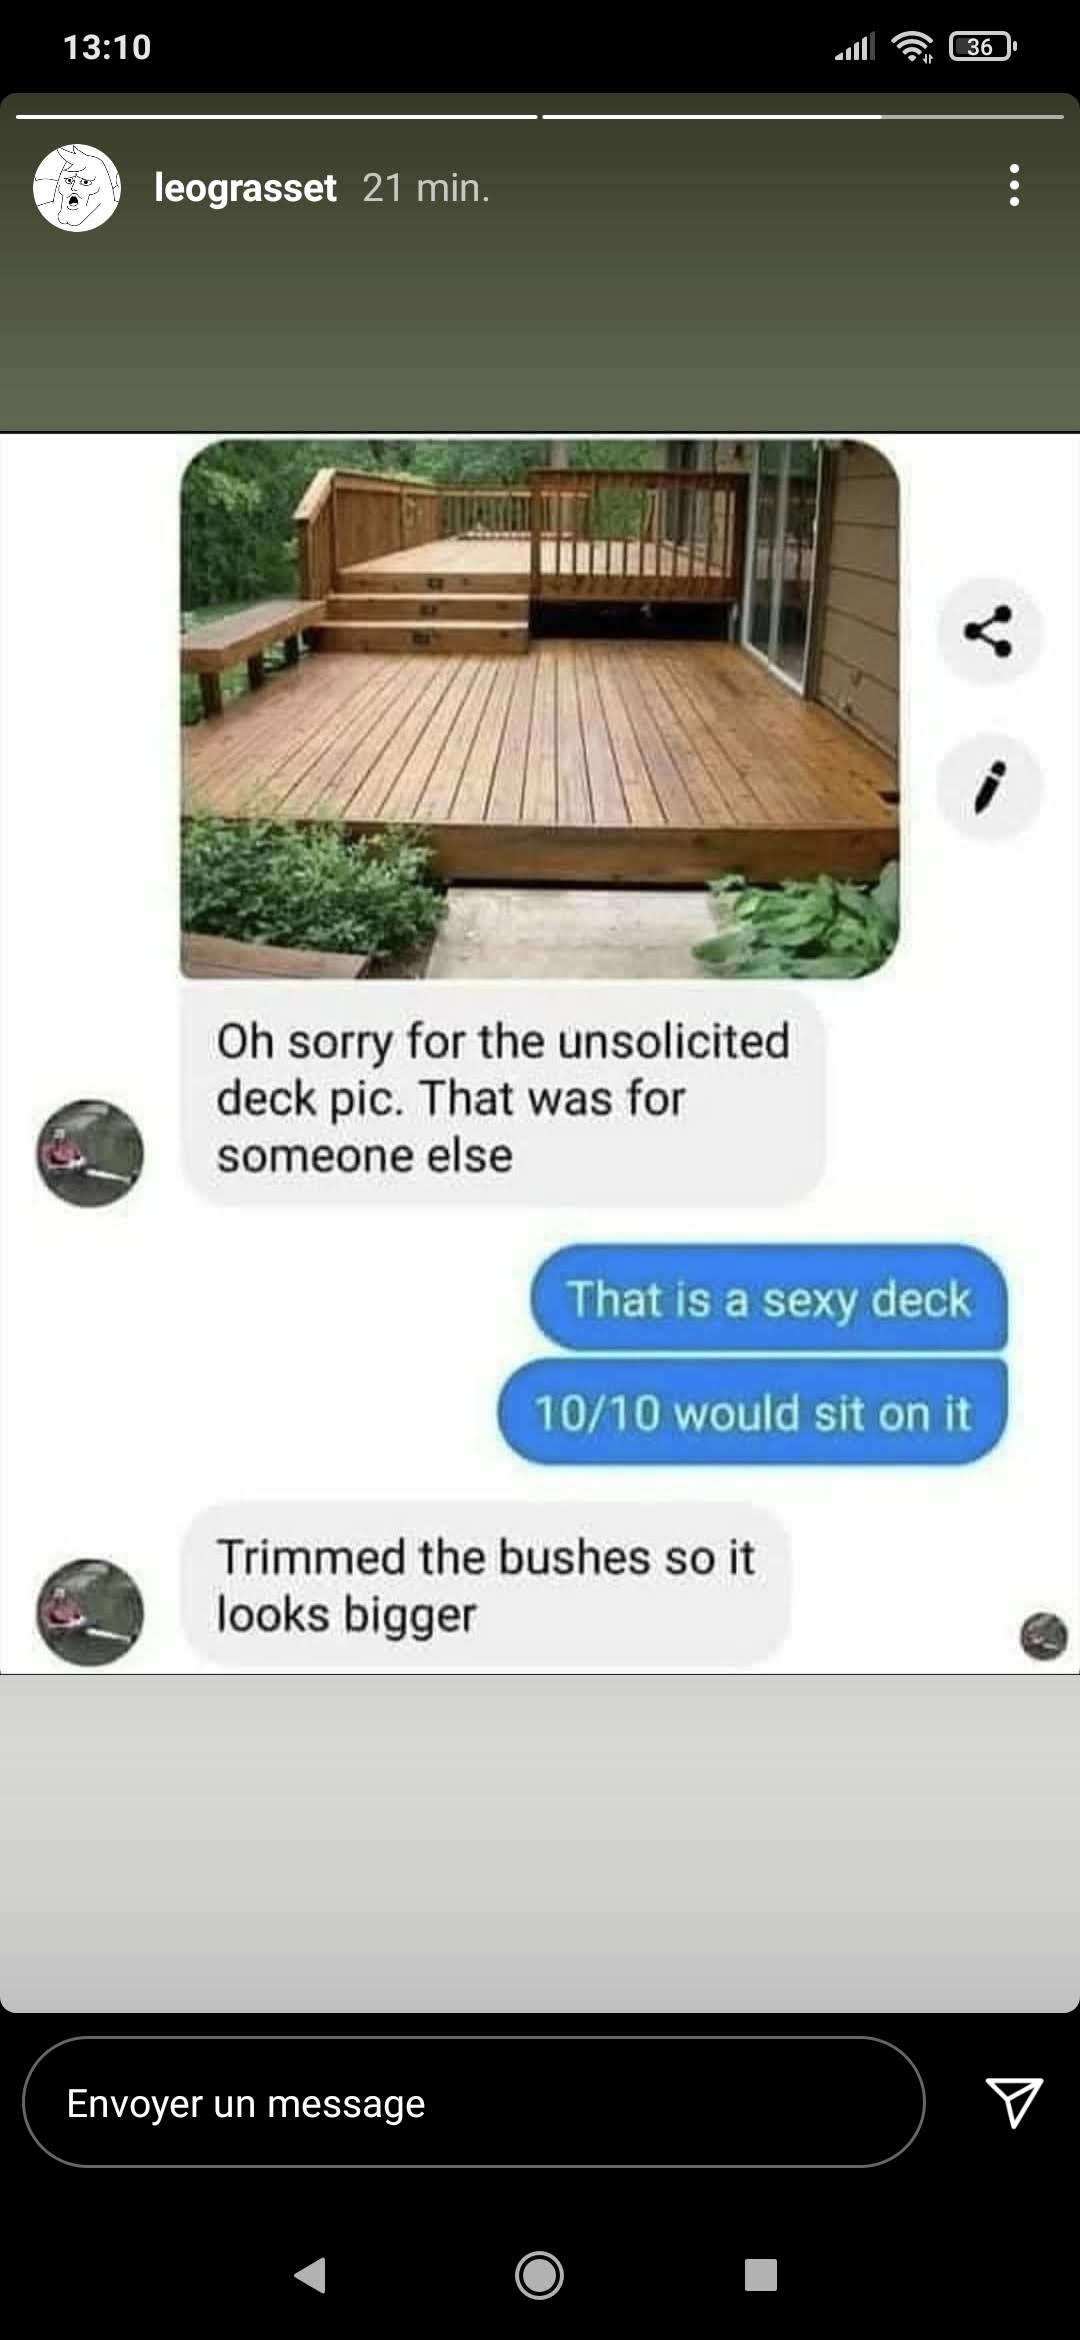 13:10
36
leograsset 21 min.
Oh sorry for the unsolicited
deck pic. That was for
someone else
That is a sexy deck
10/10 would sit on it
Trimmed the bushes so it
looks bigger
Envoyer un message